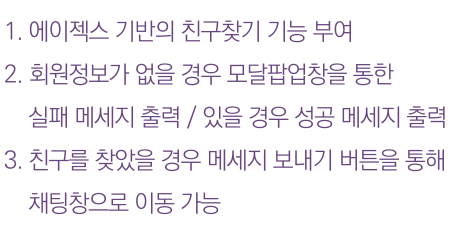 1. 에이젝스 기반의 친구찾기 기능 부여
2. 회원정보가 없을 경우 모달팝업창을 통한
실패 메세지 출력 / 있을 경우 성공 메세지 출력
3. 친구를 찾았을 경우 메세지 보내기 버튼을 통해
채팅창으로 이동 가능